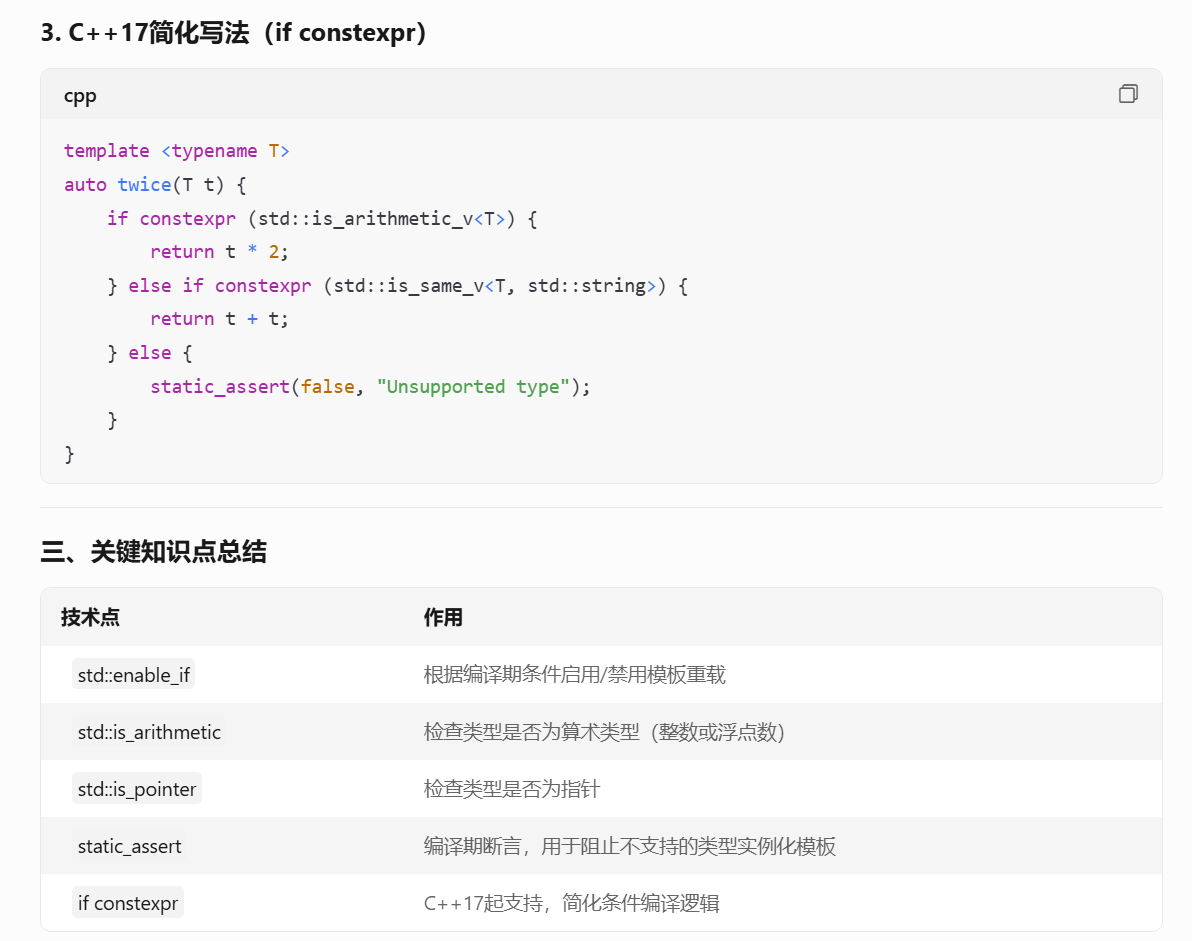 3. C++17简化写法（if constexpr）
cpp
template <typename T>
auto twice(T t) {
    if constexpr (std::is_arithmetic_v<T>) {
        return t * 2;
    } else if constexpr (std::is_same_v<T, std::string>) {
        return t + t;
    } else {
        static_assert(false, "Unsupported type");
    }
}
三、关键知识点总结
技术点 作用
std::enable_if 根据编译期条件启用/禁用模板重载
std::is_arithmetic 检查类型是否为算术类型（整数或浮点数）
std::is_pointer 检查类型是否为指针
static_assert 编译期断言，用于阻止不支持的类型实例化模板
if constexpr C++17起支持，简化条件编译逻辑